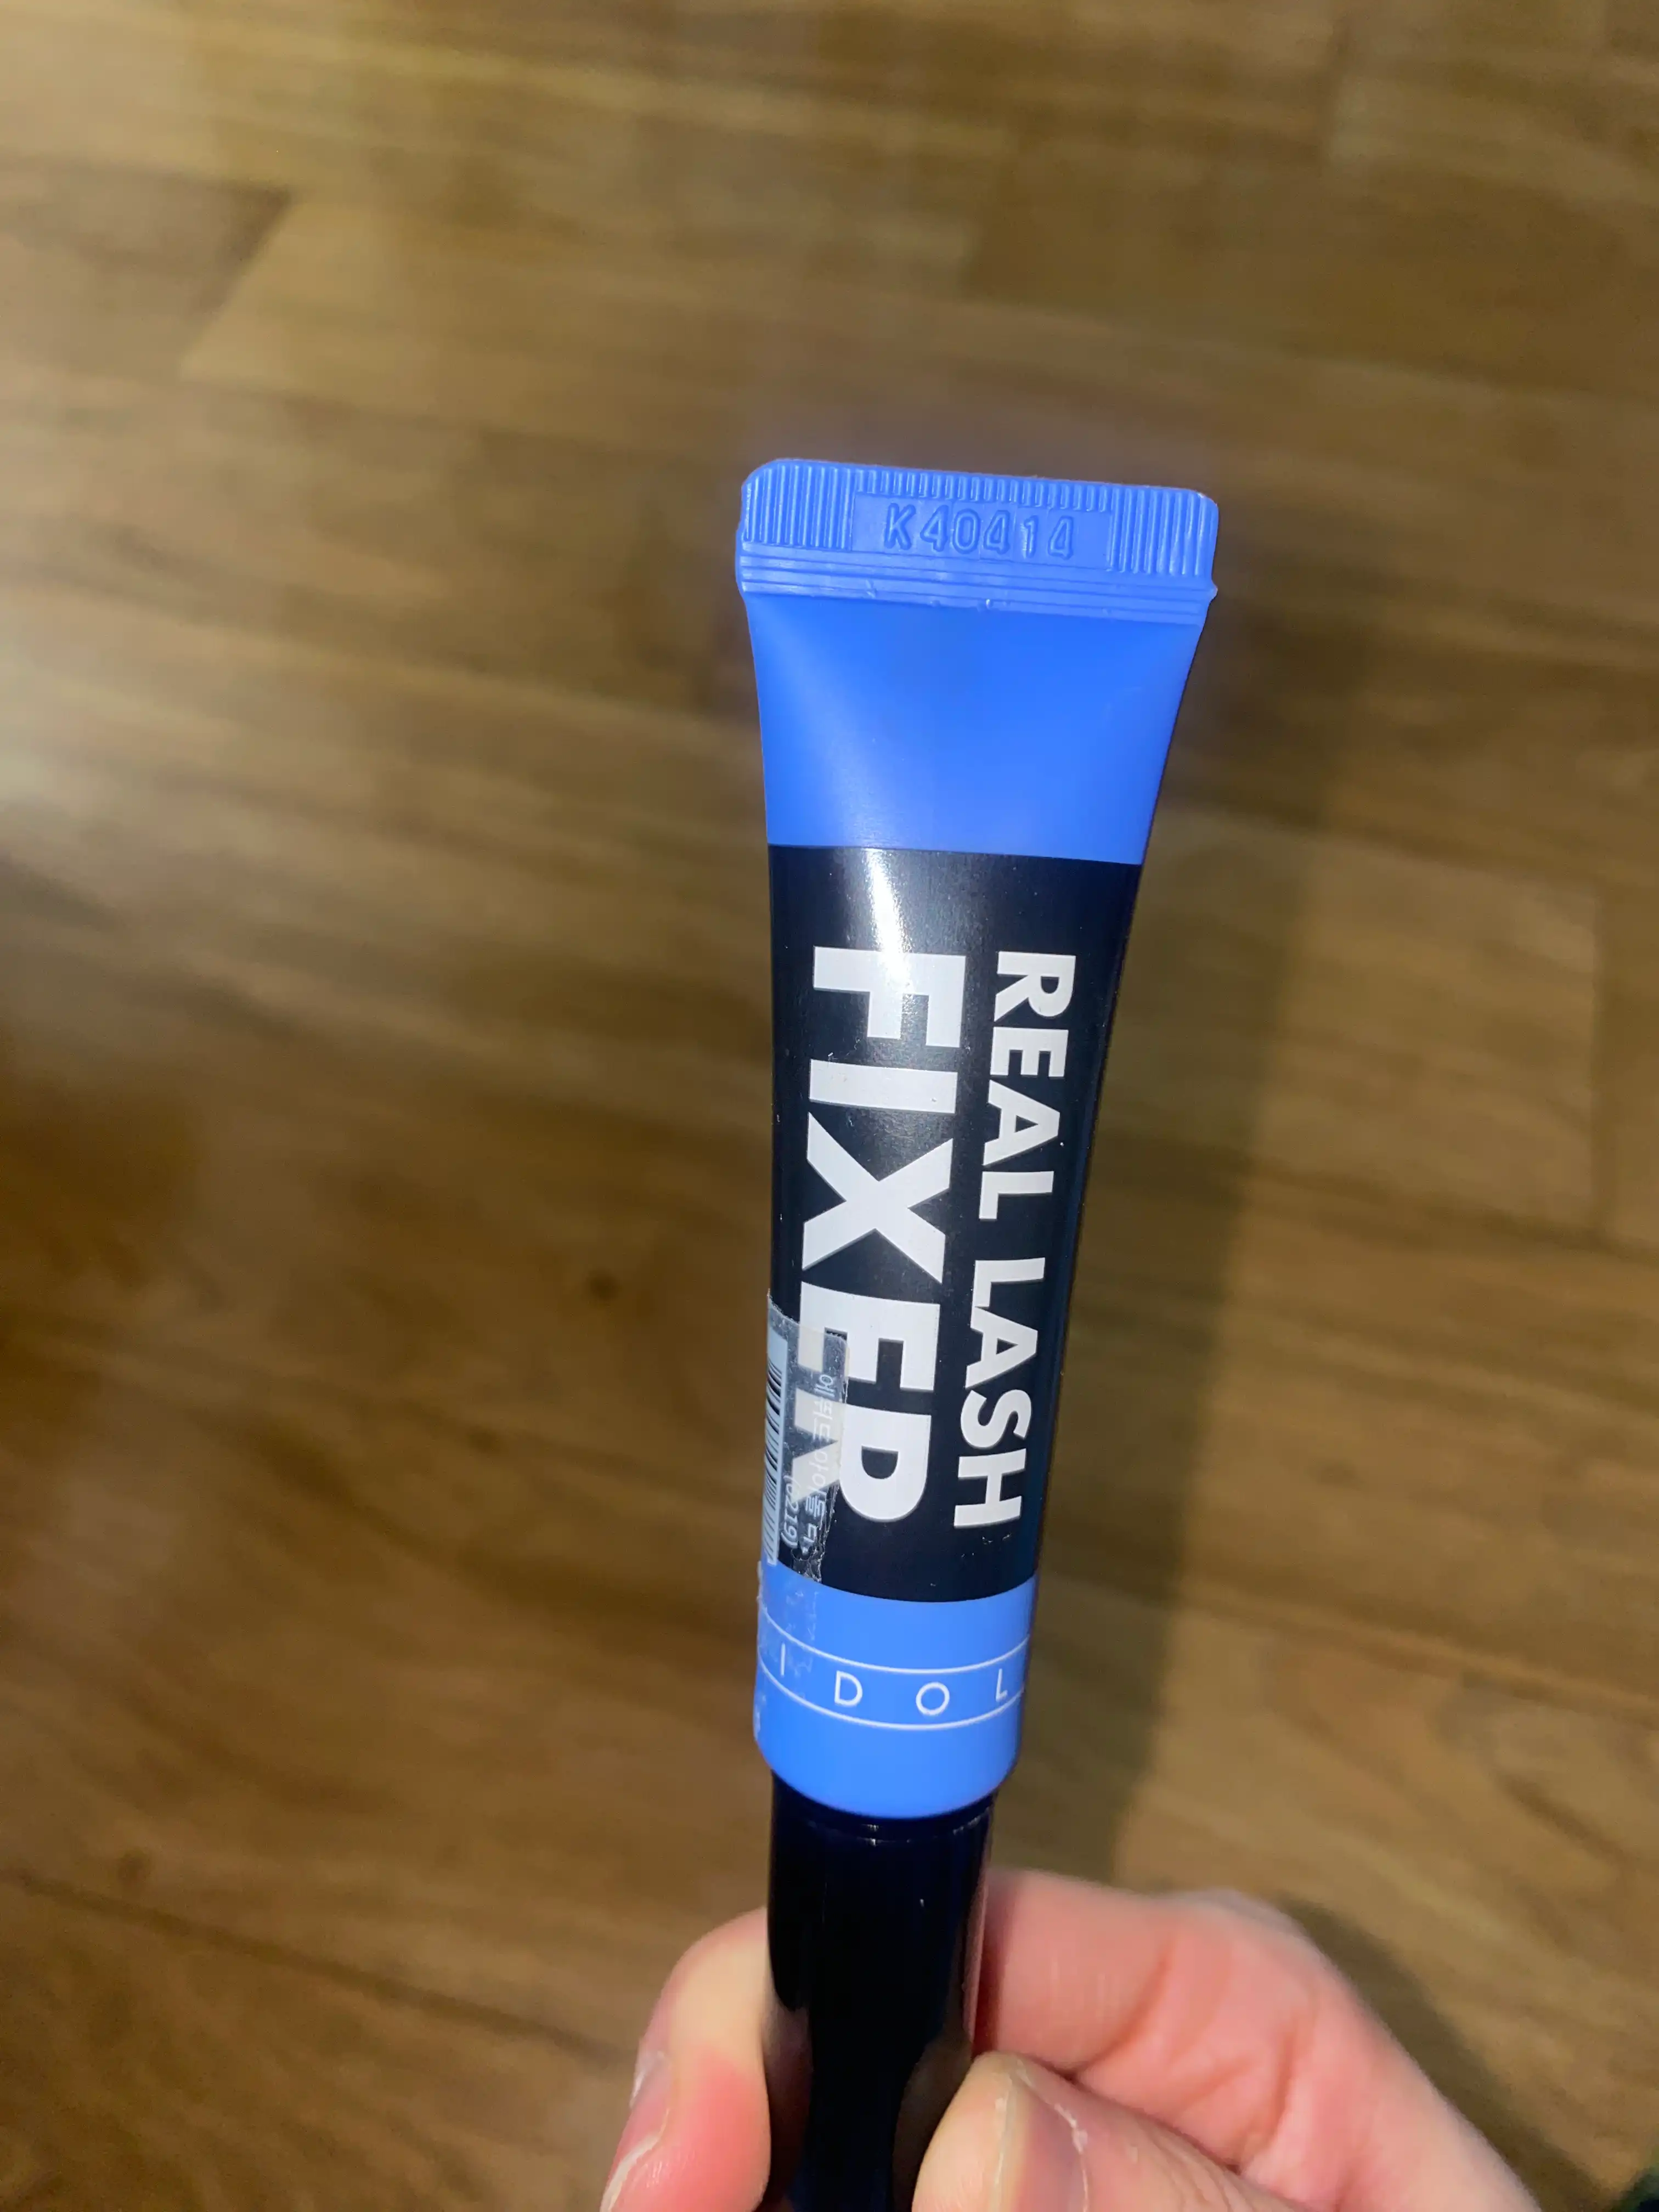 K40414
REAL LASH
FIXER
IDOL